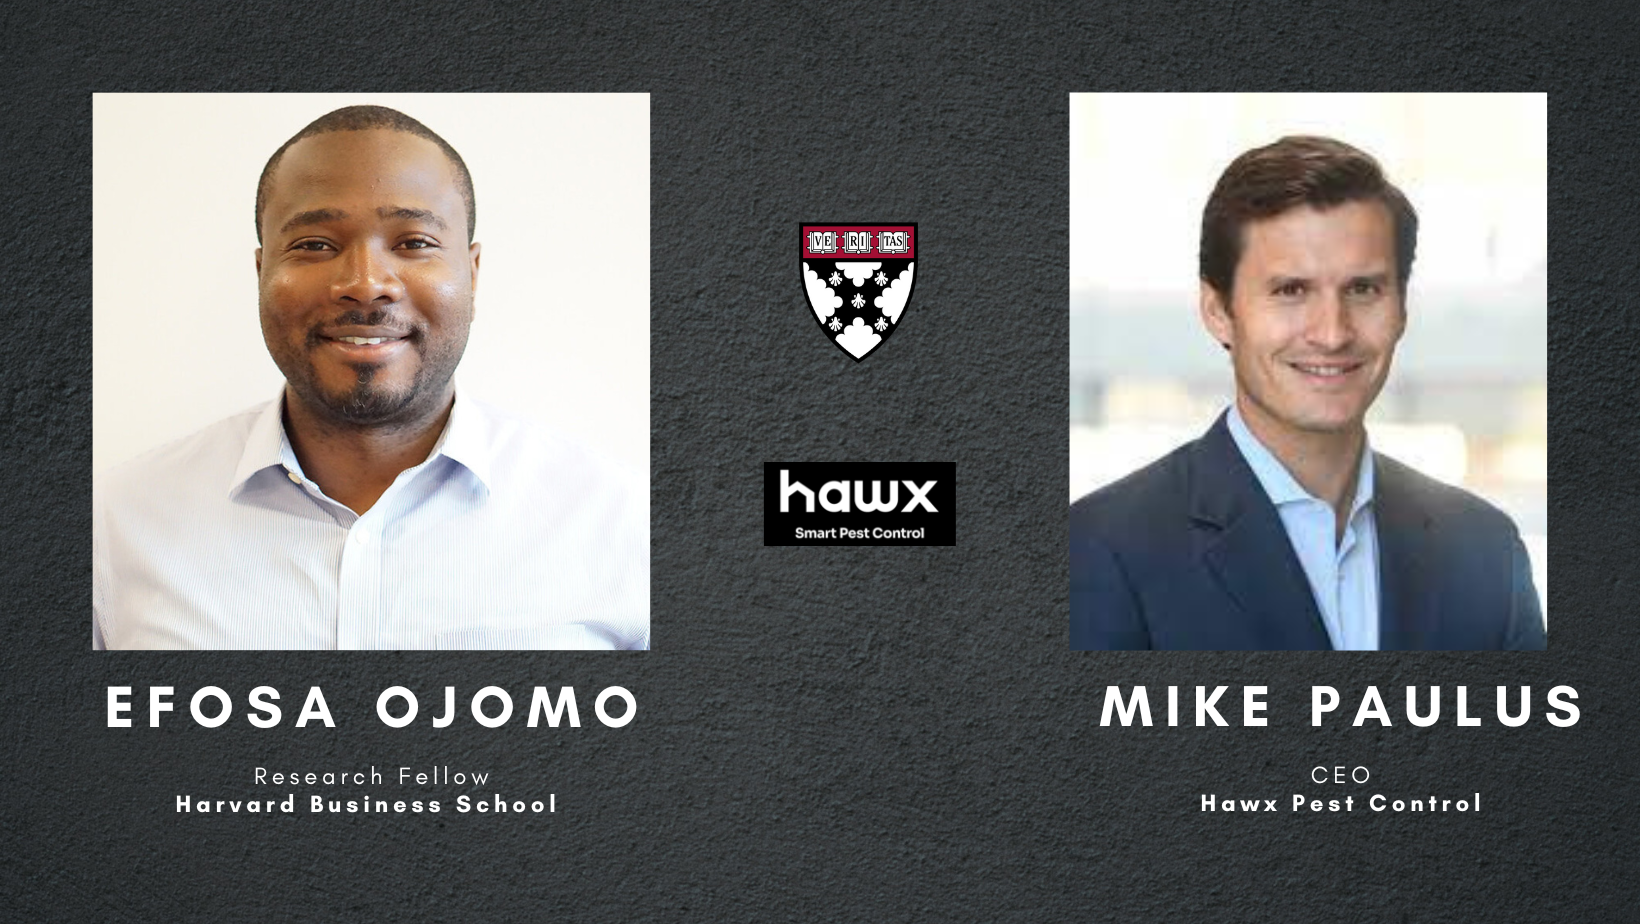 VE RI TAS
hawx
Smart Pest Control
EFOSA OJOMO
Research Fellow
Harvard Business School
MIKE PAULUS
CEO
Hawx Pest Control